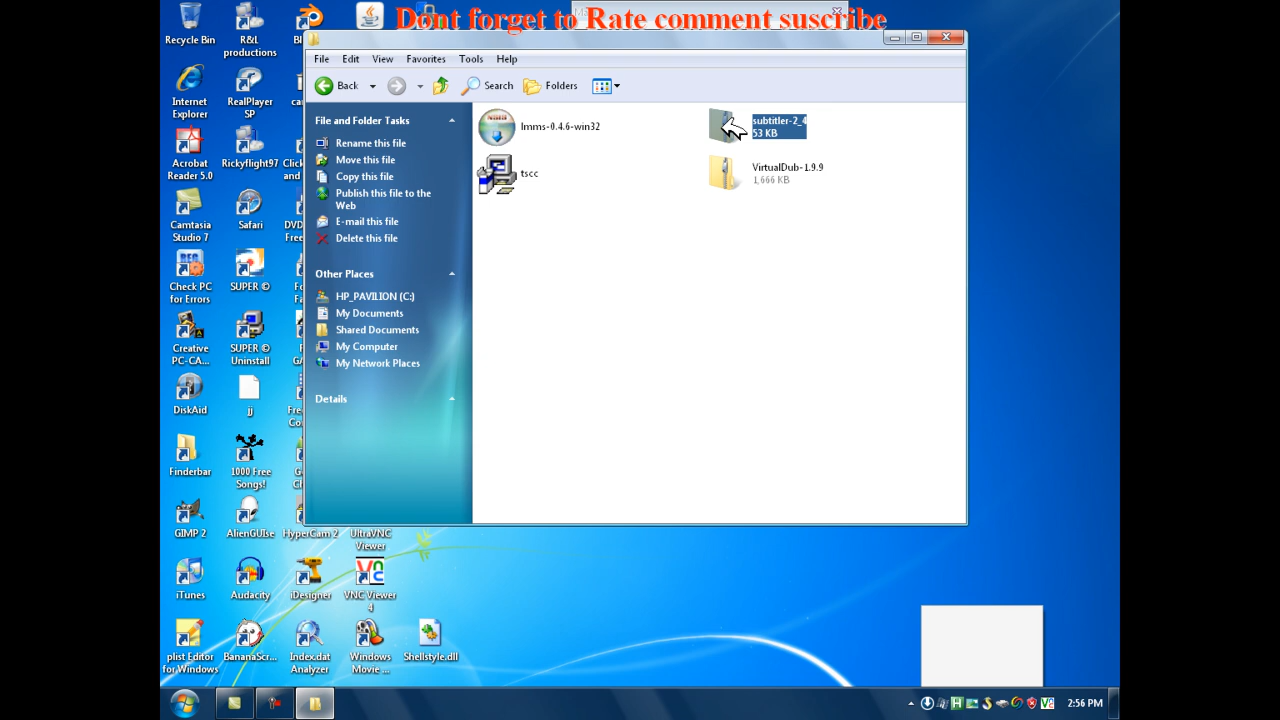 Dont forget to Rate comment suscribe
Recycle Bin
R&L
productions
Internet
Explorer
RealPlayer
SP
Acrobat
Reader 5.0
Rickyflight97
Camtasia
Studio 7
Safari
Check PC
for Errors
SUPER ©
Creative
PC-CA...
SUPER ©
Uninstall
DiskAid
jj
Finderbar
1000 Free
Songs!
GIMP 2
AlienGUIse
HyperCam 2
UltraVNC
Viewer
iTunes
Audacity
iDesigner
VNC Viewer
4
plist Editor
for Windows
BananaScr...
Index.dat
Analyzer
Windows
Movie ...
Shellstyle.dll
File Edit View Favorites Tools Help
Back Search Folders
File and Folder Tasks
Rename this file
Move this file
Copy this file
Publish this file to the
Web
E-mail this file
Delete this file
Other Places
HP_PAVILION (C:)
My Documents
Shared Documents
My Computer
My Network Places
Details
lmms-0.4.6-win32
subtitler-2_4
53 KB
tscc
VirtualDub-1.9.9
1,666 KB
2:56 PM